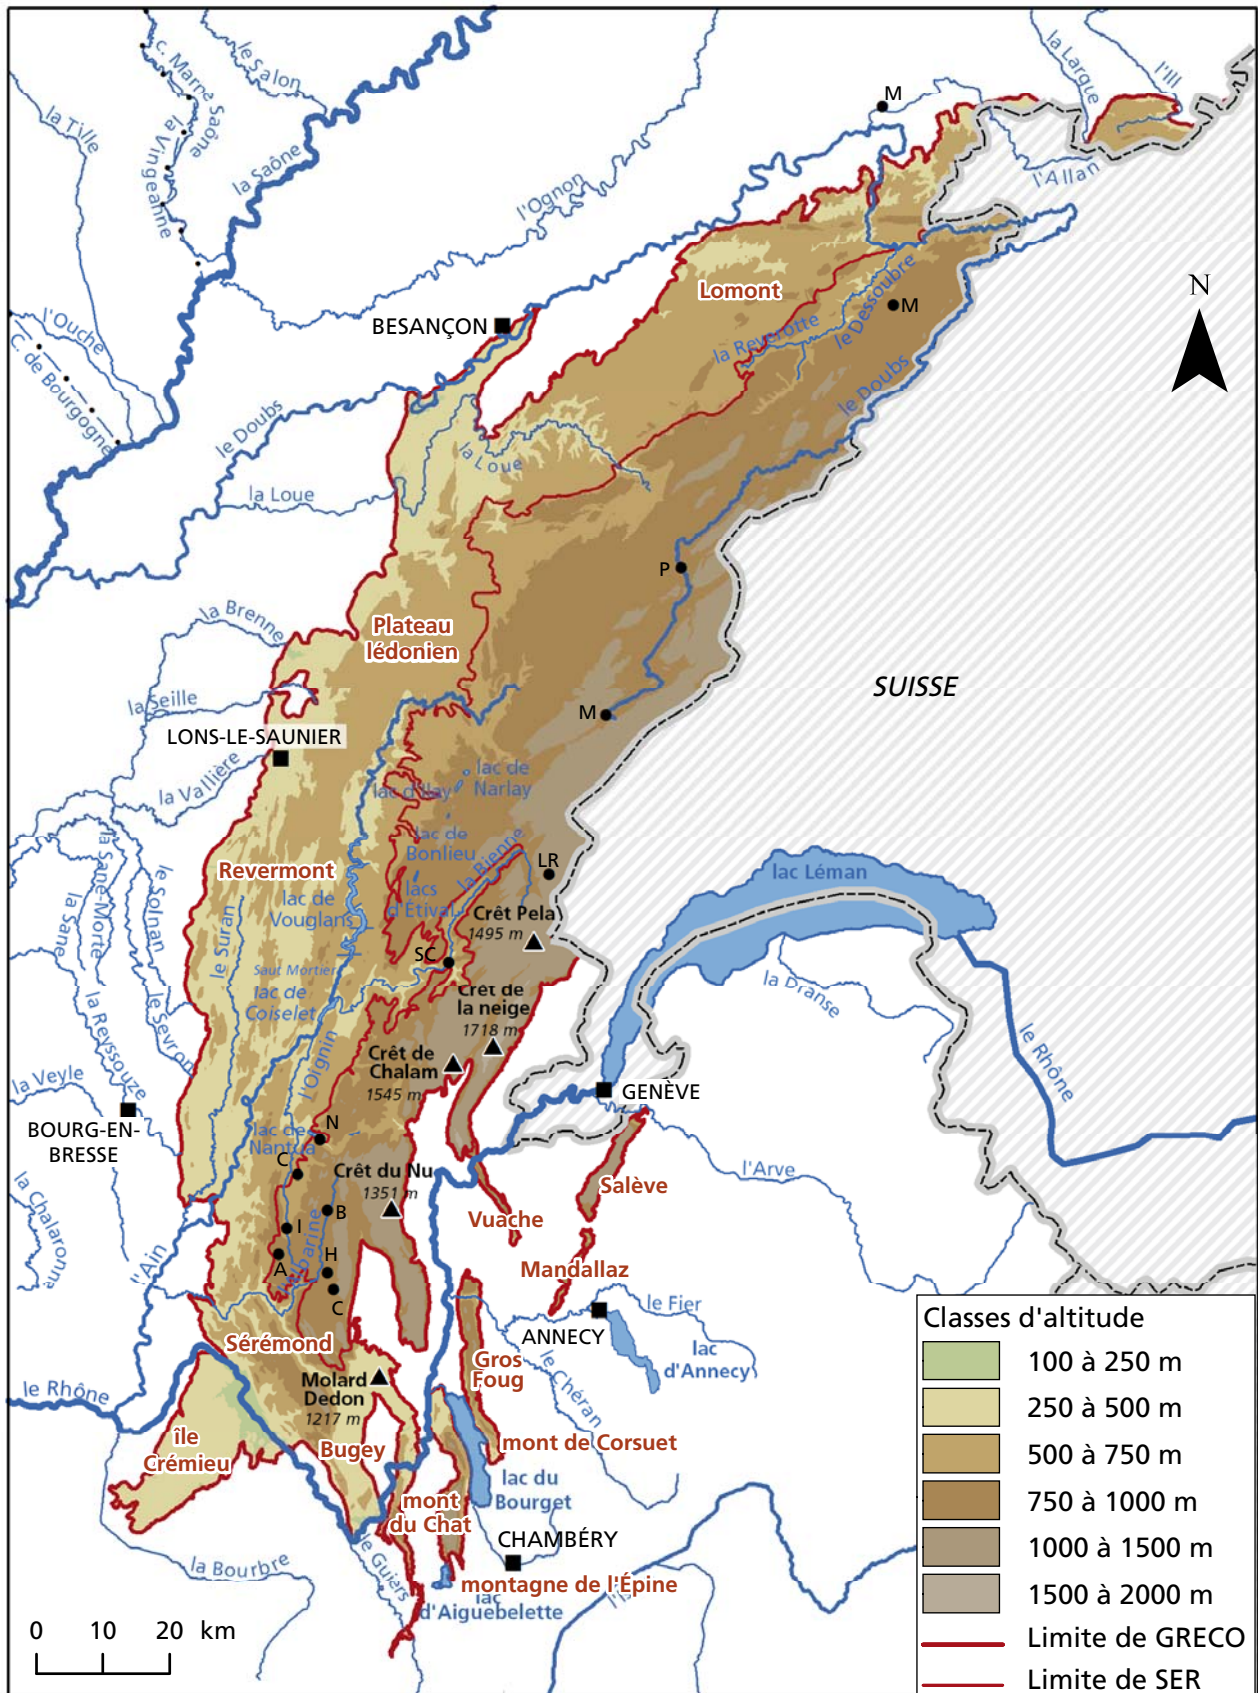 le Salon
c. Marne Saône
la Tille
la Vingeanne
la Saône
l'Ognon
M
la Largue
l'Ill
l'Allan
l'Ouche
C. de Bourgogne
BESANÇON
Lomont
N
le Dessoubre
M
la Reverotte
le Doubs
le Doubs
la Loue
la Loue
P
la Brenne
Plateau
lédonien
SUISSE
la Seille
M
LONS-LE-SAUNIER
la Vallière
lac d'Ilay
lac de
Narlay
lac de
Bonlieu
la Bienne
LR
Revermont
lac de
Vouglans
lacs
d'Étival
Crêt Pela
1495 m
lac Léman
la Sane-Morte
la Sane
le Solnan
le Suran
SC
Saut Mortier
lac de
Coiselet
Crêt de
la neige
1718 m
la Dranse
la Reyssouze
le Sevron
l'Oignin
Crêt de
Chalam
1545 m
le Rhône
la Veyle
GENÈVE
BOURG-EN-
BRESSE
N
lac de
Nantua
C
Crêt du Nu
1351 m
l'Arve
Salève
la Chalaronne
Vuache
B
I
A
H
C
l'Ain
Mandallaz
le Fier
ANNECY
lac
d'Annecy
Sérémond
Gros
Foug
le Chéran
Molard
Dedon
1217 m
le Rhône
île
Crémieu
Bugey
mont de Corsuet
lac du
Bourget
mont
du Chat
CHAMBÉRY
la Bourbre
le Guiers
montagne de l'Épine
lac
d'Aiguebelette
0 10 20 km
Classes d'altitude
100 à 250 m
250 à 500 m
500 à 750 m
750 à 1000 m
1000 à 1500 m
1500 à 2000 m
Limite de GRECO
Limite de SER